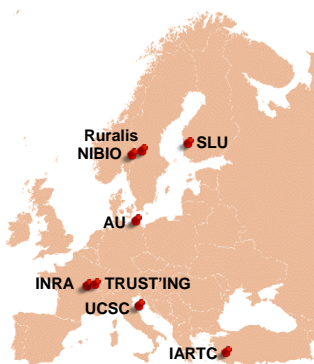 Ruralis
NIBIO
SLU
AU
INRA
TRUST'ING
UCSC
IARTC